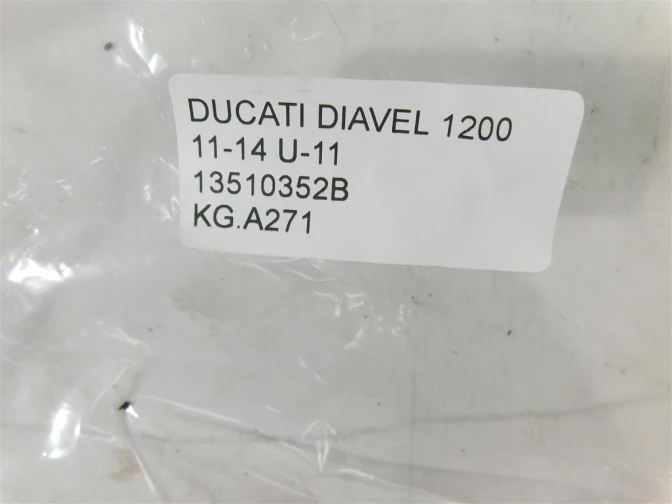 DUCATI DIAVEL 1200
11-14 U-11
13510352B
KG.A271